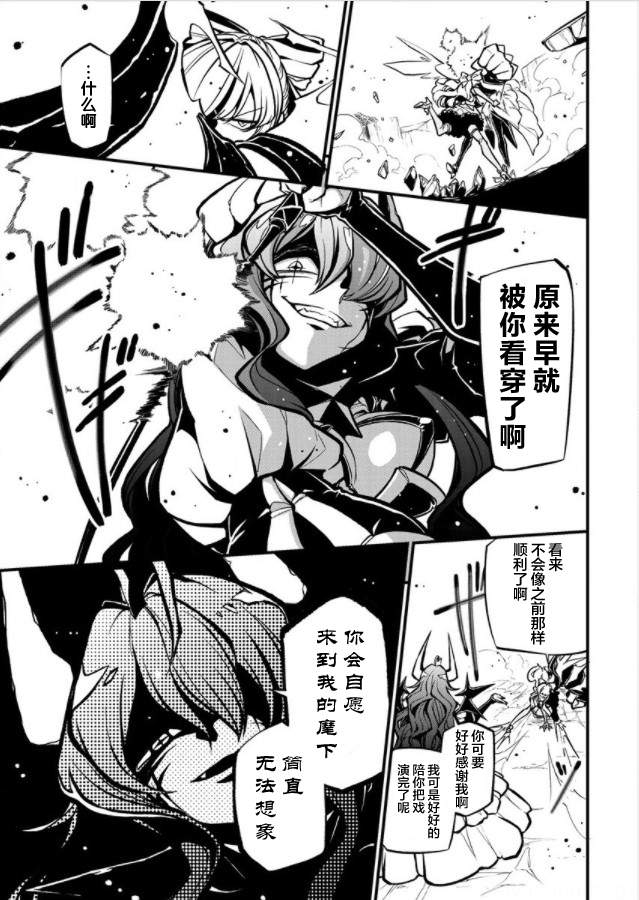 …什么啊
原来早就
被你看穿了啊
看来
不会像之前那样
顺利了啊
你可要
好好感谢我啊
我可是好好的
陪你把戏
演完了呢
你会自愿
来到我的麾下
简直
无法想象